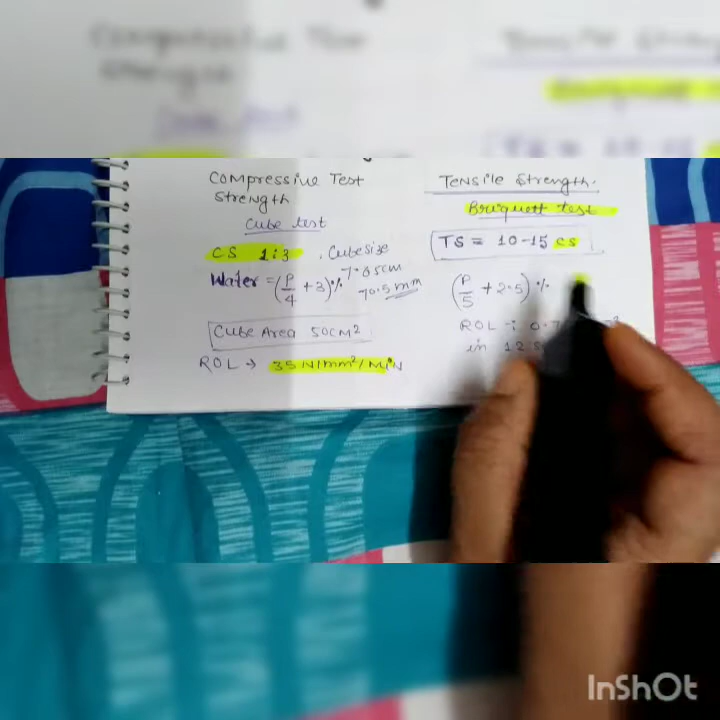 Compressive Test
Strength
Cube test
CS 1:3 . Cube size
7.05cm
70.5mm
Water = (P/4 + 3)%
Cube Area 50cm²
ROL → 35 N/mm²/MiN
Tensile Strength.
Briquett test
TS = 10-15 CS
(P/5 + 2.5) %
ROL -:
in
InShOt